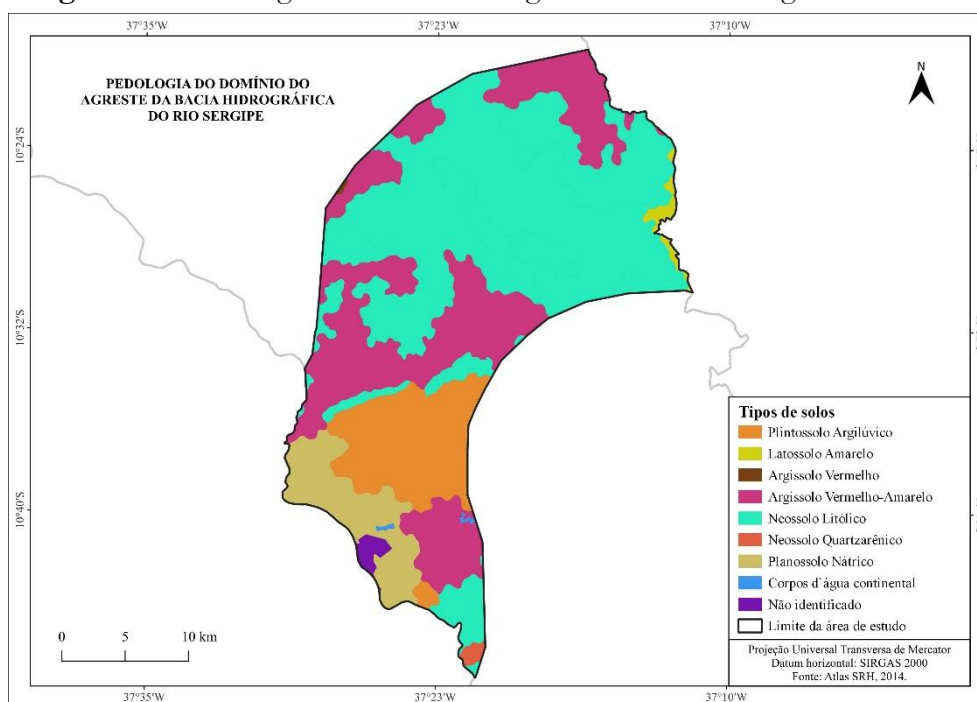 37°35'W 37°23'W 37°10'W
PEDOLOGIA DO DOMÍNIO DO
AGRESTE DA BACIA HIDROGRÁFICA
DO RIO SERGIPE
N
10°24'S
10°32'S
10°40'S
Tipos de solos
Plintossolo Argilúvico
Latossolo Amarelo
Argissolo Vermelho
Argissolo Vermelho-Amarelo
Neossolo Litólico
Neossolo Quartzarênico
Planossolo Nátrico
Corpos d'água continental
Não identificado
Limite da área de estudo
0 5 10 km
Projeção Universal Transversa de Mercator
Datum horizontal: SIRGAS 2000
Fonte: Atlas SRH, 2014.
37°35'W 37°23'W 37°10'W